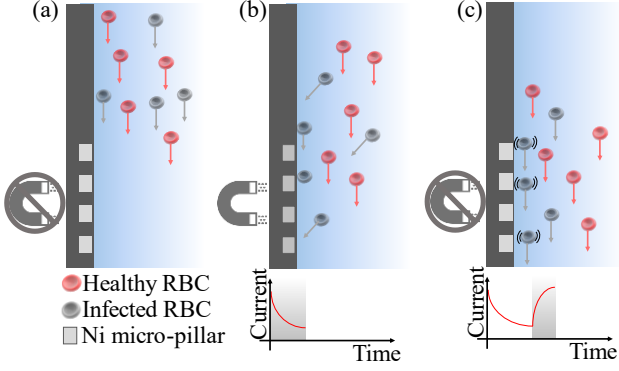 (a)
(b)
(c)
Healthy RBC
Infected RBC
Ni micro-pillar
Current
Time
Current
Time